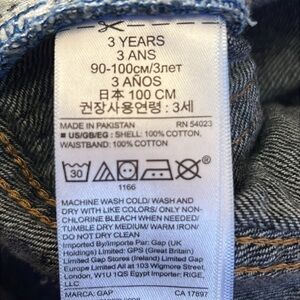 3 YEARS
3 ANS
90-100см/3лет
3 AÑOS
日本 100 CM
권장사용연령 : 3세
MADE IN PAKISTAN RN 54023
■ US/GB/EG : SHELL: 100% COTTON,
WAISTBAND: 100% COTTON
30
1166
MACHINE WASH COLD/ WASH AND
DRY WITH LIKE COLORS/ ONLY NON-
CHLORINE BLEACH WHEN NEEDED/
TUMBLE DRY MEDIUM/ WARM IRON/
DO NOT DRY CLEAN
Imported By/Importé par: Gap (UK
Holdings) Limited: GPS (Great Britain)
Limited Gap Stores (Ireland) Limited Gap
Europe Limited All at 103 Wigmore Street,
London, W1U 1QS Egypt Importer: RIGE,
LLC
MARCA: GAP CA 17897